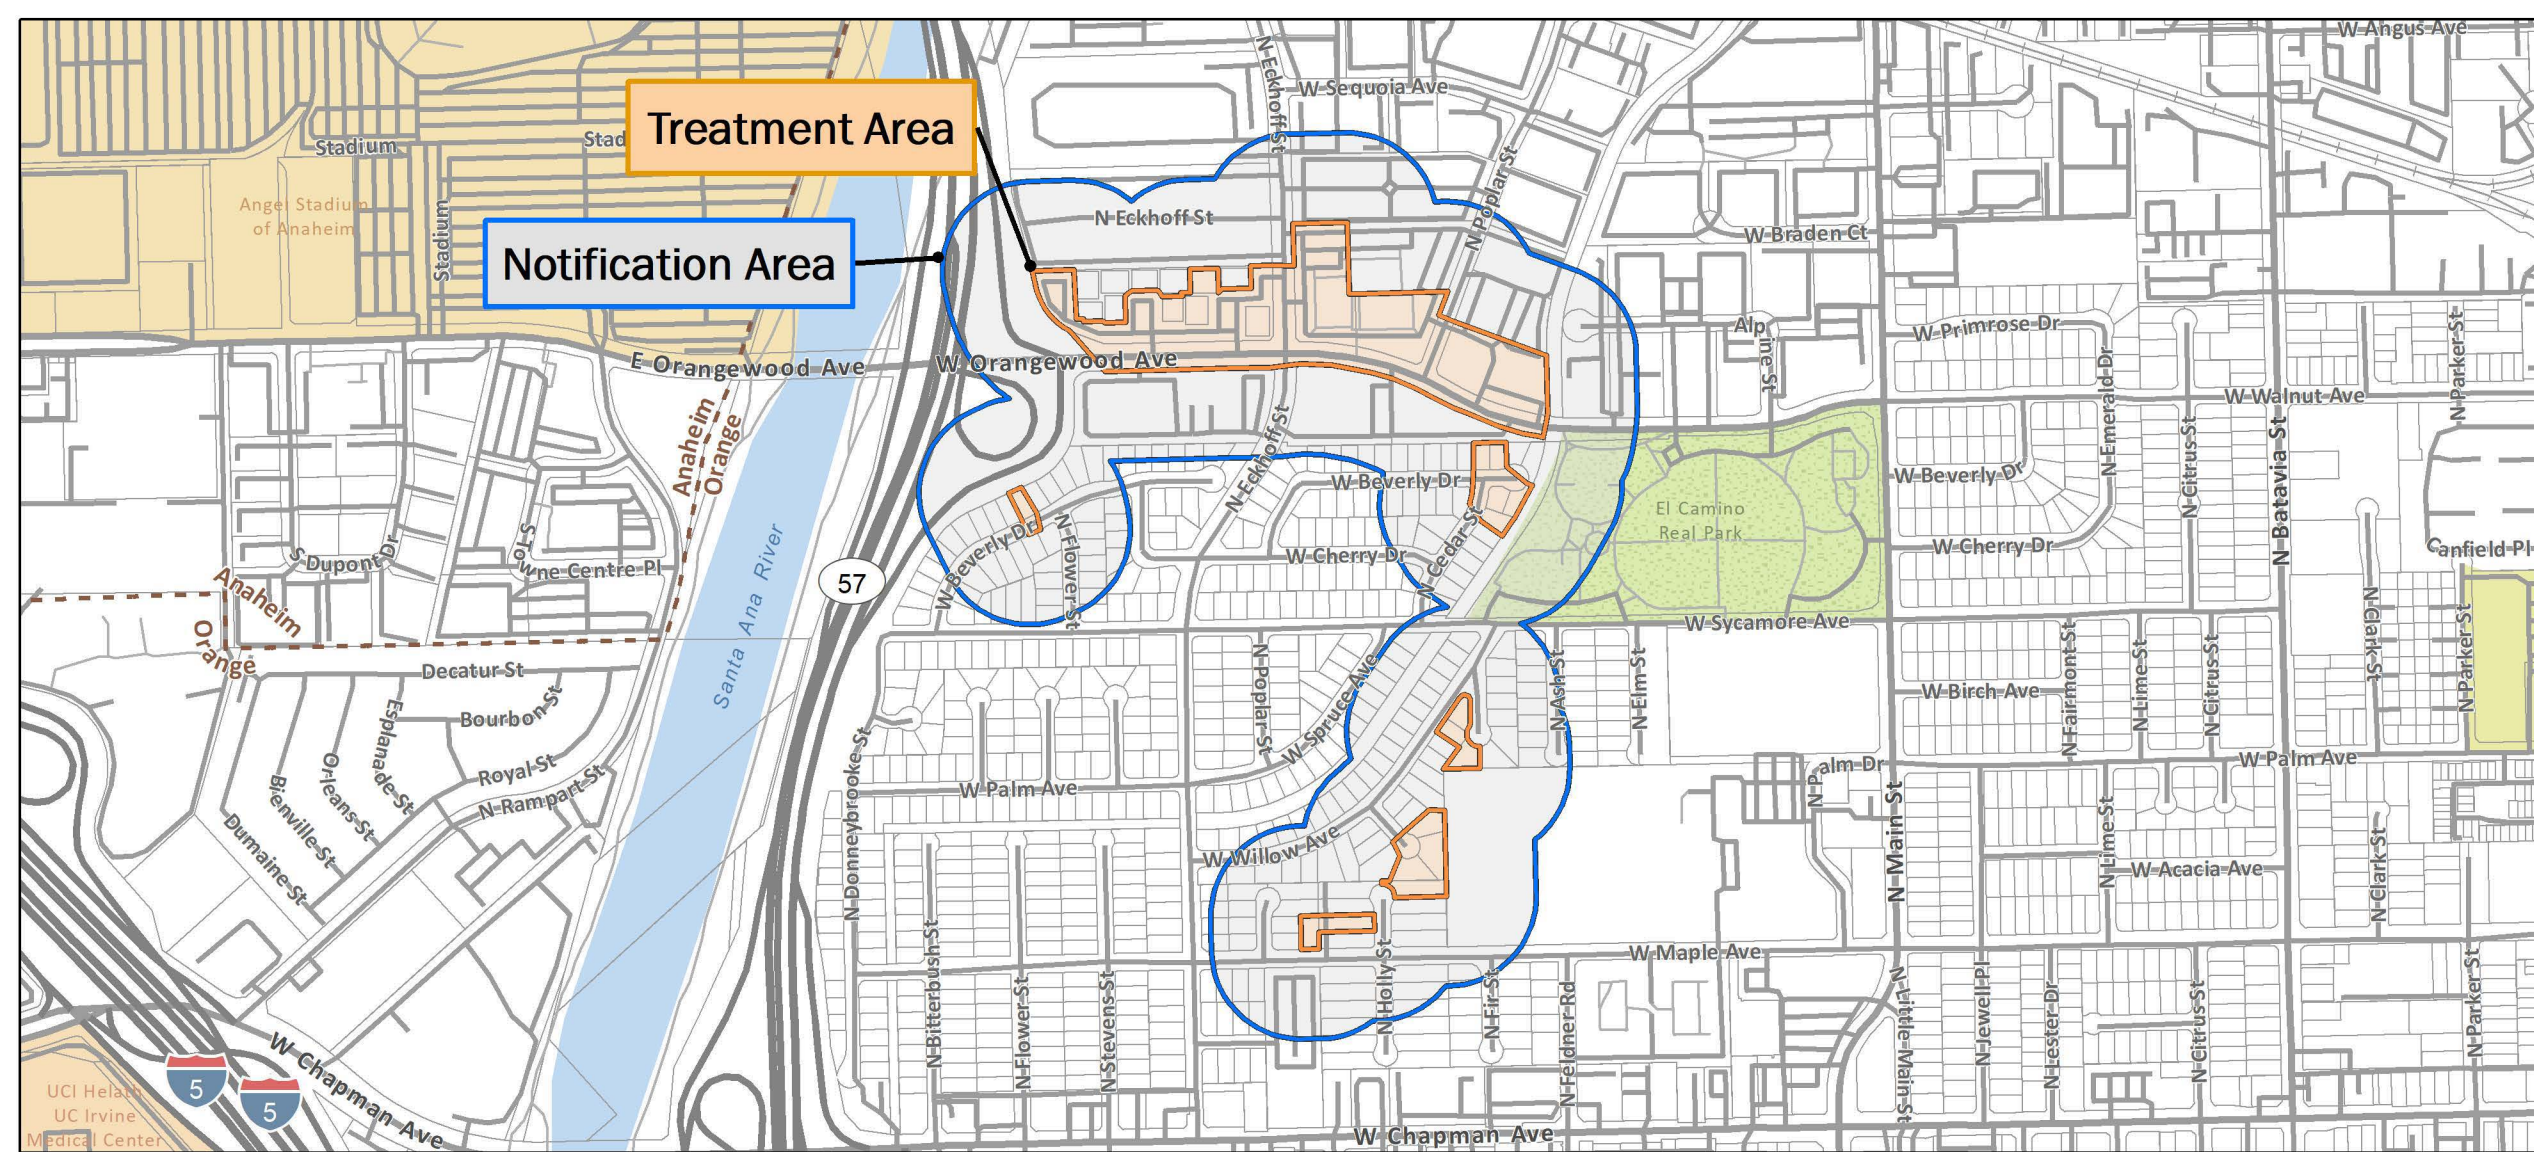 W Angus Ave
N Eckhoff St
W Sequoia Ave
Treatment Area
Stadium
Stad
N Poplar St
Angel Stadium
of Anaheim
Stadium
N Eckhoff St
W Braden Ct
Notification Area
Alpine St
W Primrose Dr
N Parker St
N Emerald Dr
E Orangewood Ave
W Orangewood Ave
W Walnut Ave
Anaheim
Orange
N Eckhoff St
N Citrus St
N Batavia St
W Beverly Dr
W Beverly Dr
El Camino
Real Park
N Cedar St
W Beverly Dr
N Flower St
W Cherry Dr
W Cherry Dr
Canfield Pl
S Dupont Dr
S Towne Centre Pl
57
Santa Ana River
Anaheim
Orange
W Sycamore Ave
N Clark St
N Parker St
Decatur St
N Poplar St
W Spruce Ave
N Ash St
N Elm St
W Birch Ave
N Fairmont St
N Lime St
N Citrus St
Bourbon St
Esplanade St
Royal St
Orleans St
Bienville St
N Rampart St
Dumaine St
N Donneybrooke St
W Palm Ave
N Palm Dr
W Palm Ave
N Main St
W Willow Ave
N Lime St
W Acacia Ave
N Clark St
N Bitterbush St
N Flower St
N Stevens St
N Holly St
N Fir St
N Feldner Rd
W Maple Ave
N Little Main St
N Jewell Pl
N Lester Dr
N Citrus St
N Parker St
W Chapman Ave
5
5
UCI Helath
UC Irvine
Medical Center
W Chapman Ave